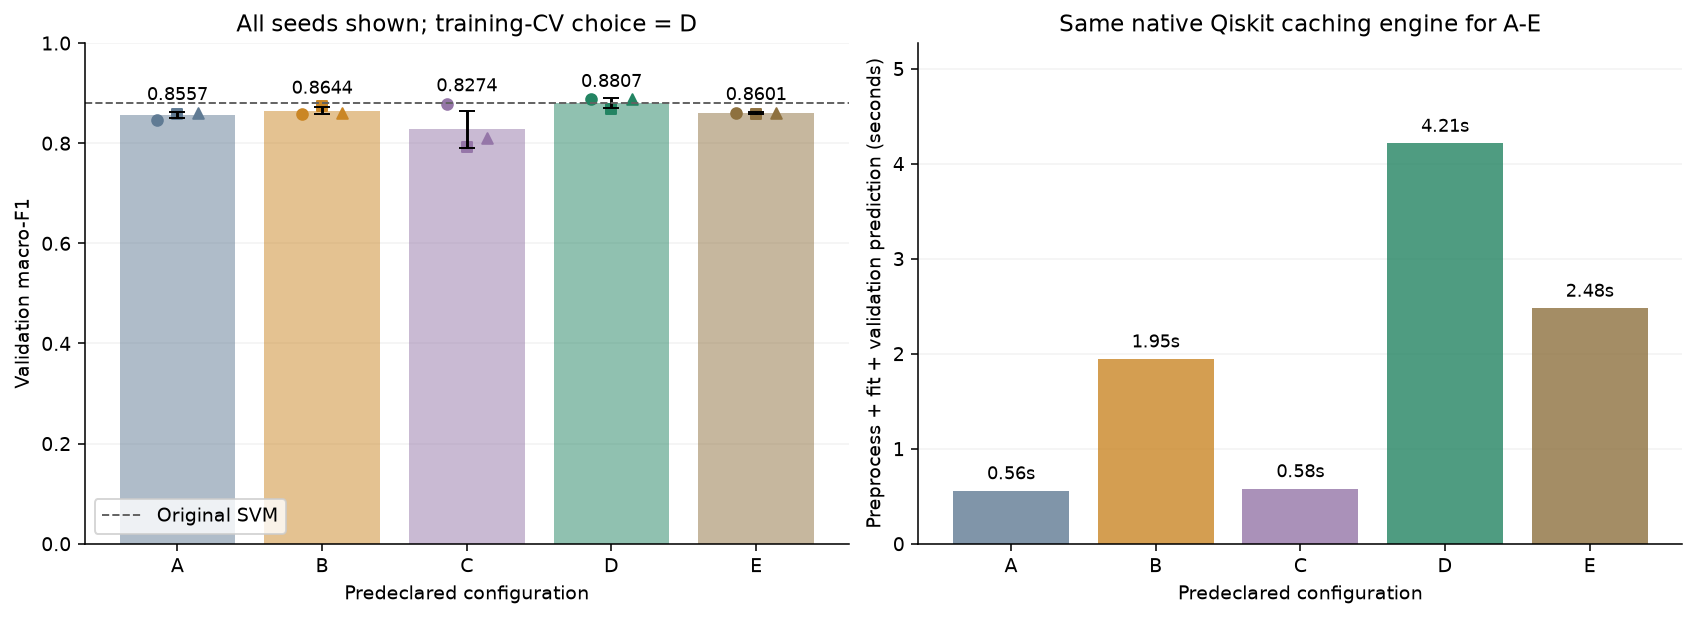 All seeds shown; training-CV choice = D
Validation macro-F1
1.0
0.8
0.6
0.4
0.2
0.0
0.8557
0.8644
0.8274
0.8807
0.8601
Original SVM
A
B
C
D
E
Predeclared configuration
Same native Qiskit caching engine for A-E
Preprocess + fit + validation prediction (seconds)
5
4
3
2
1
0
0.56s
1.95s
0.58s
4.21s
2.48s
A
B
C
D
E
Predeclared configuration